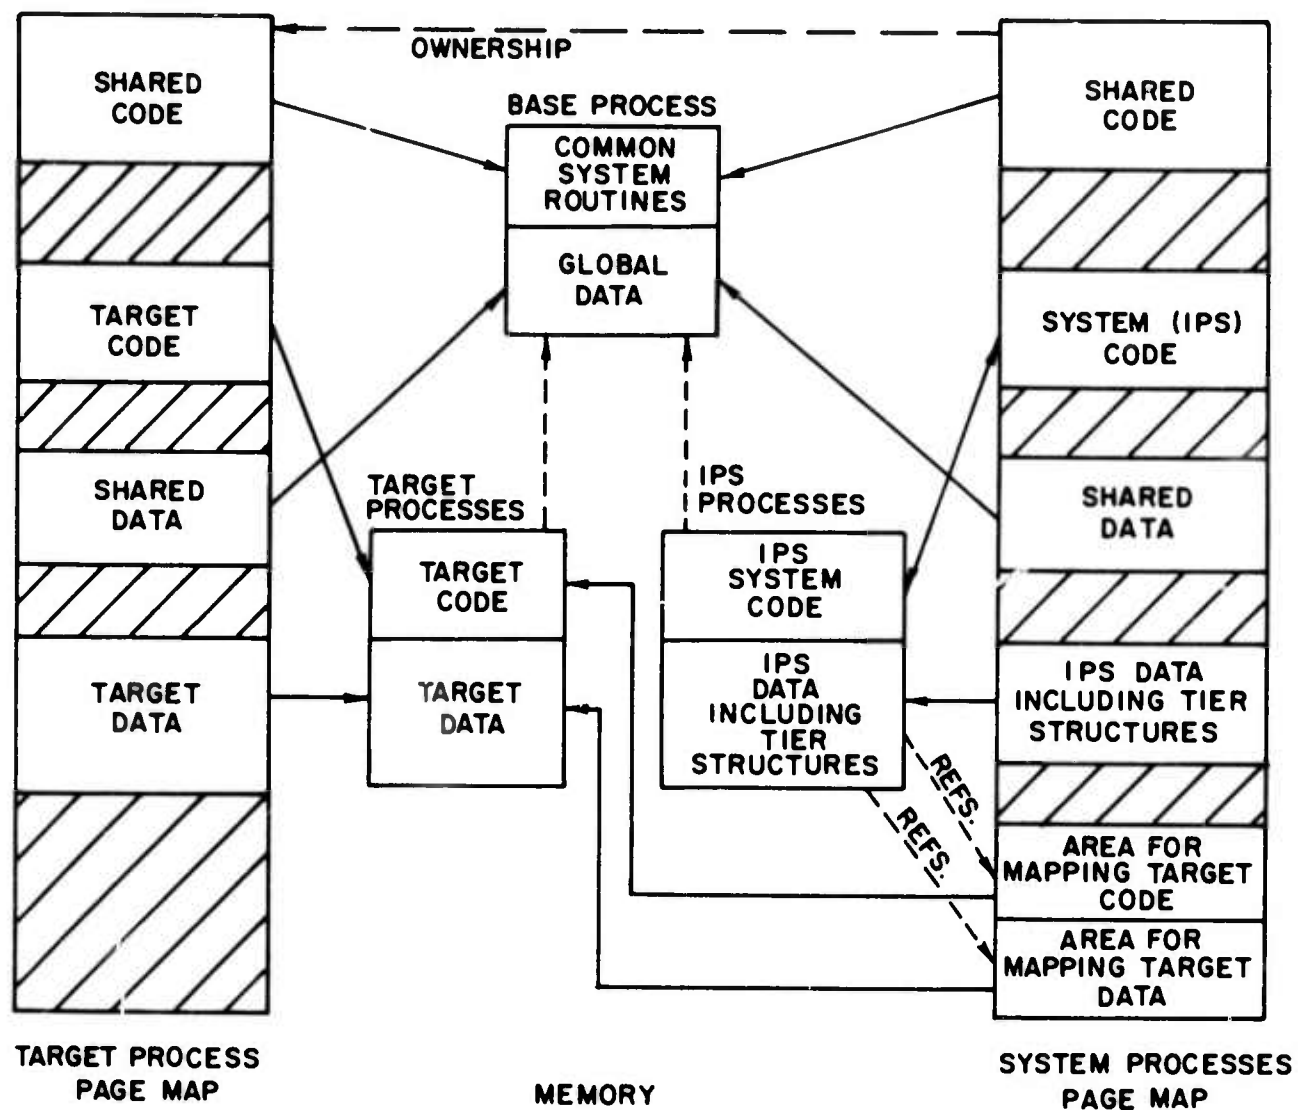 OWNERSHIP
SHARED
CODE
TARGET
CODE
SHARED
DATA
TARGET
DATA
TARGET PROCESS
PAGE MAP
BASE PROCESS
COMMON
SYSTEM
ROUTINES
GLOBAL
DATA
TARGET
PROCESSES
TARGET
CODE
TARGET
DATA
IPS
PROCESSES
IPS
SYSTEM
CODE
IPS
DATA
INCLUDING
TIER
STRUCTURES
REFS.
REFS.
MEMORY
SHARED
CODE
SYSTEM (IPS)
CODE
SHARED
DATA
IPS DATA
INCLUDING TIER
STRUCTURES
AREA FOR
MAPPING TARGET
CODE
AREA FOR
MAPPING TARGET
DATA
SYSTEM PROCESSES
PAGE MAP